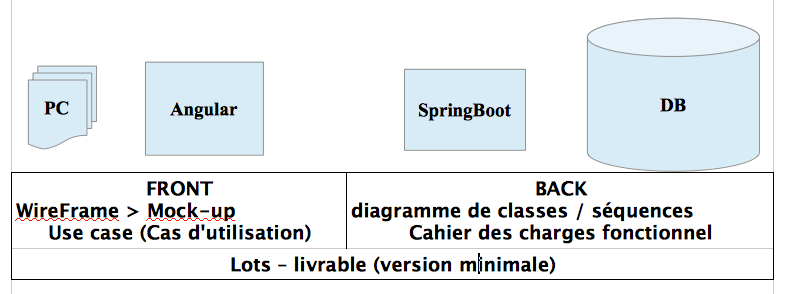 PC
Angular
SpringBoot
DB
FRONT
WireFrame > Mock-up
Use case (Cas d'utilisation)
BACK
diagramme de classes / séquences
Cahier des charges fonctionnel
Lots – livrable (version minimale)